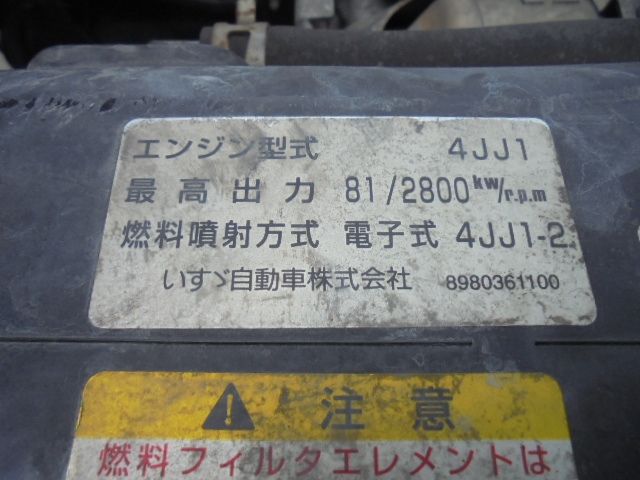 エンジン型式 4JJ1
最高出力 81/2800kw/r.p.m
燃料噴射方式 電子式 4JJ1-2
いすゞ自動車株式会社 8980361100
注意
燃料フィルタエレメントは